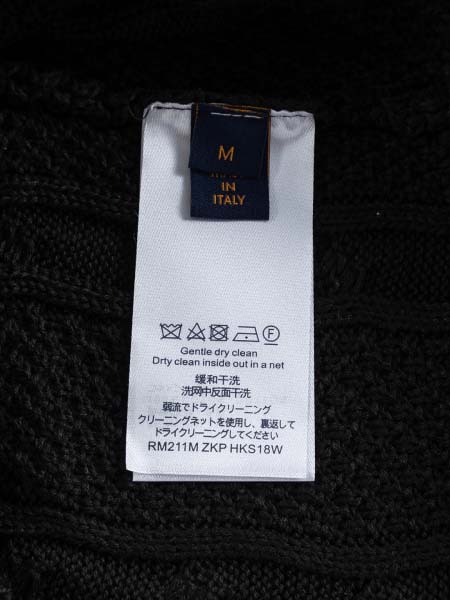 M
IN
ITALY
F
Gentle dry clean
Drty clean inside out in a net
缓和干洗
洗网中反面干洗
弱流でドライクリーニング
クリーニングネットを使用し、裏返して
ドライクリーニングしてください
RM211M ZKP HKS18W